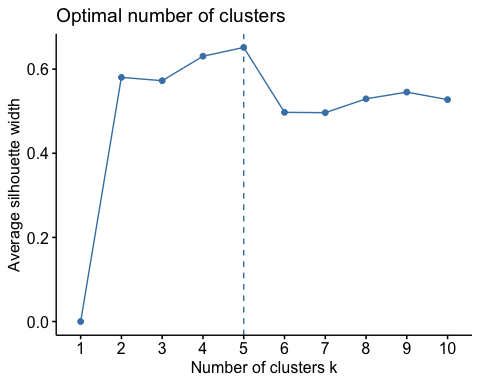 Optimal number of clusters
Average silhouette width
0.6
0.4
0.2
0.0
1 2 3 4 5 6 7 8 9 10
Number of clusters k